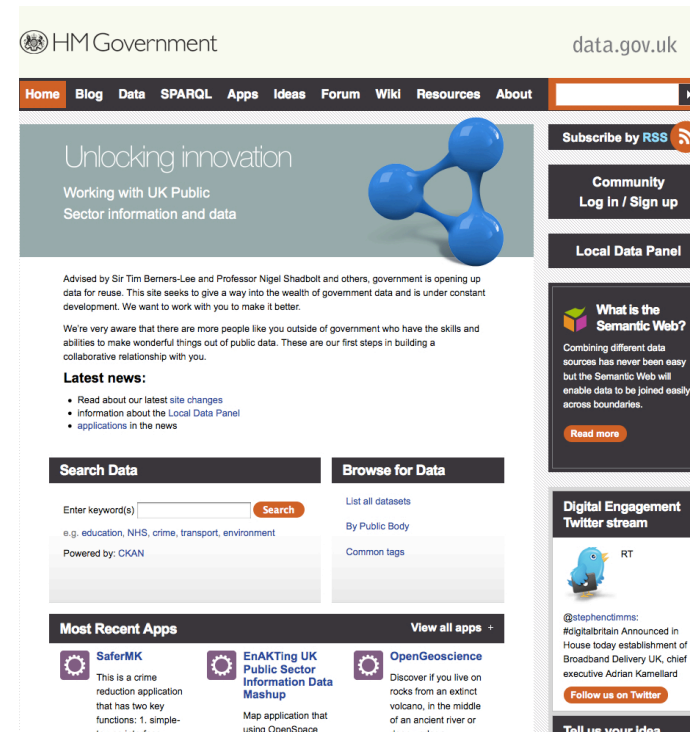 HM Government
data.gov.uk
Home Blog Data SPARQL Apps Ideas Forum Wiki Resources About
Unlocking innovation
Working with UK Public
Sector information and data
Advised by Sir Tim Berners-Lee and Professor Nigel Shadbolt and others, government is opening up
data for reuse. This site seeks to give a way into the wealth of government data and is under constant
development. We want to work with you to make it better.
We're very aware that there are more people like you outside of government who have the skills and
abilities to make wonderful things out of public data. These are our first steps in building a
collaborative relationship with you.
Latest news:
• Read about our latest site changes
• information about the Local Data Panel
• applications in the news
Search Data
Enter keyword(s)
Search
e.g. education, NHS, crime, transport, environment
Powered by: CKAN
Browse for Data
List all datasets
By Public Body
Common tags
Most Recent Apps
View all apps +
SaferMK
This is a crime
reduction application
that has two key
functions: 1. simple-
EnAKTing UK
Public Sector
Information Data
Mashup
Map application that
using OpenSpace
OpenGeoscience
Discover if you live on
rocks from an extinct
volcano, in the middle
of an ancient river or
Subscribe by RSS
Community
Log in / Sign up
Local Data Panel
What is the
Semantic Web?
Combining different data
sources has never been easy
but the Semantic Web will
enable data to be joined easily
across boundaries.
Read more
Digital Engagement
Twitter stream
RT
@stephenctimms:
#digitalbritain Announced in
House today establishment of
Broadband Delivery UK, chief
executive Adrian Kamellard
Follow us on Twitter
Tell us your idea